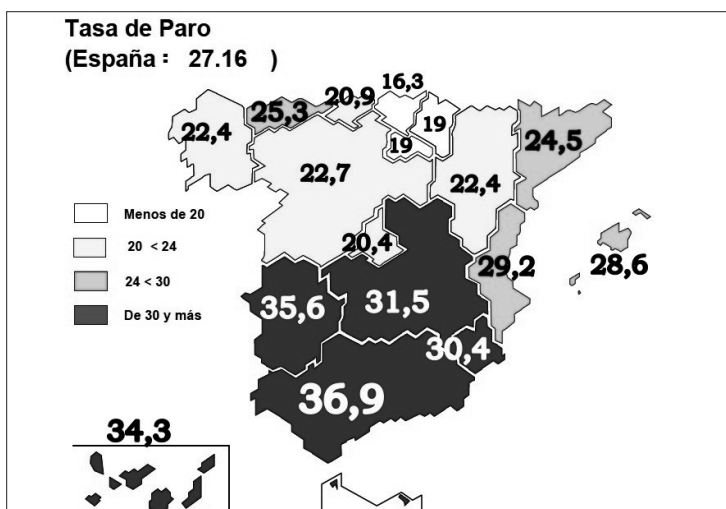 Tasa de Paro
(España : 27.16 )
16,3
20,9
25,3
19
22,4
24,5
19
22,7
22,4
Menos de 20
20 < 24
20,4
29,2
28,6
24 < 30
35,6
31,5
De 30 y más
30,4
36,9
34,3